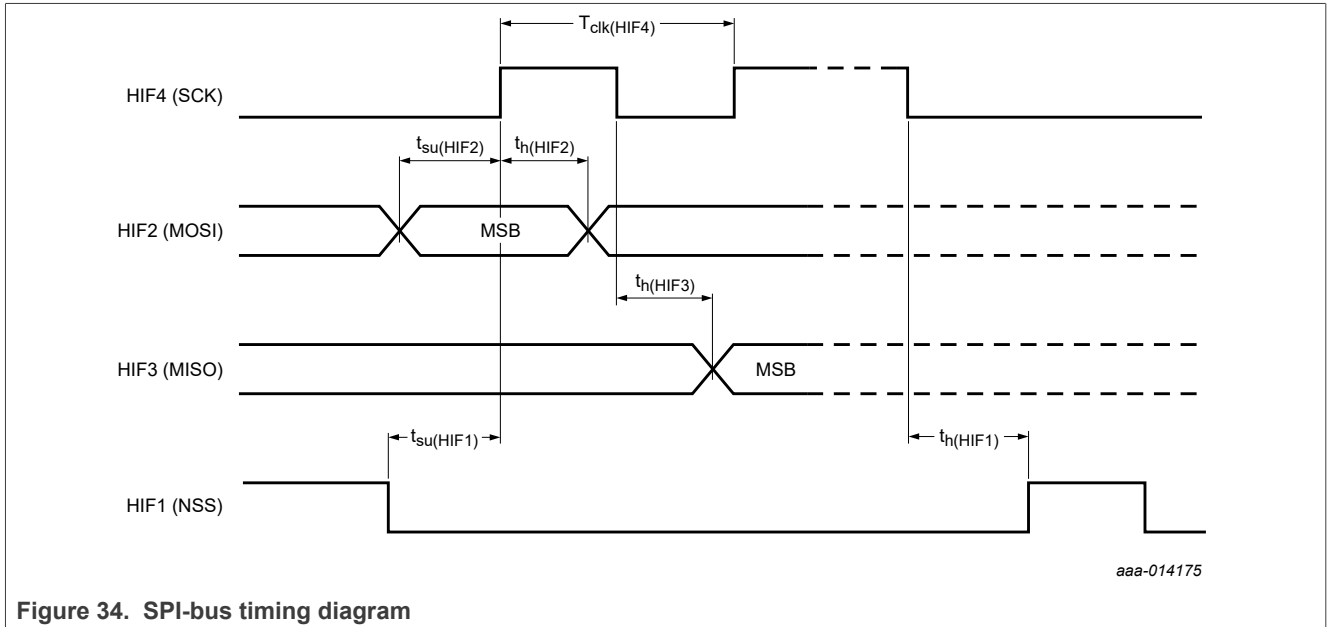 Tclk(HIF4)
HIF4 (SCK)
tsu(HIF2) th(HIF2)
HIF2 (MOSI) MSB
th(HIF3)
HIF3 (MISO) MSB
tsu(HIF1) th(HIF1)
HIF1 (NSS)
aaa-014175
Figure 34. SPI-bus timing diagram